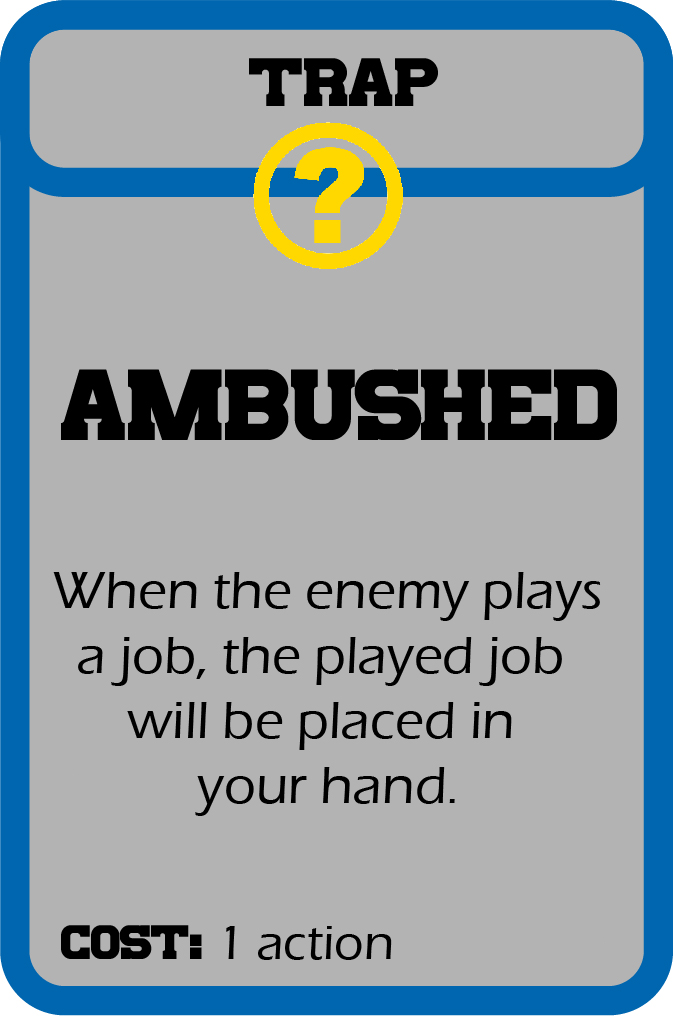 TRAP
?
AMBUSHED
When the enemy plays
a job, the played job
will be placed in
your hand.
COST: 1 action